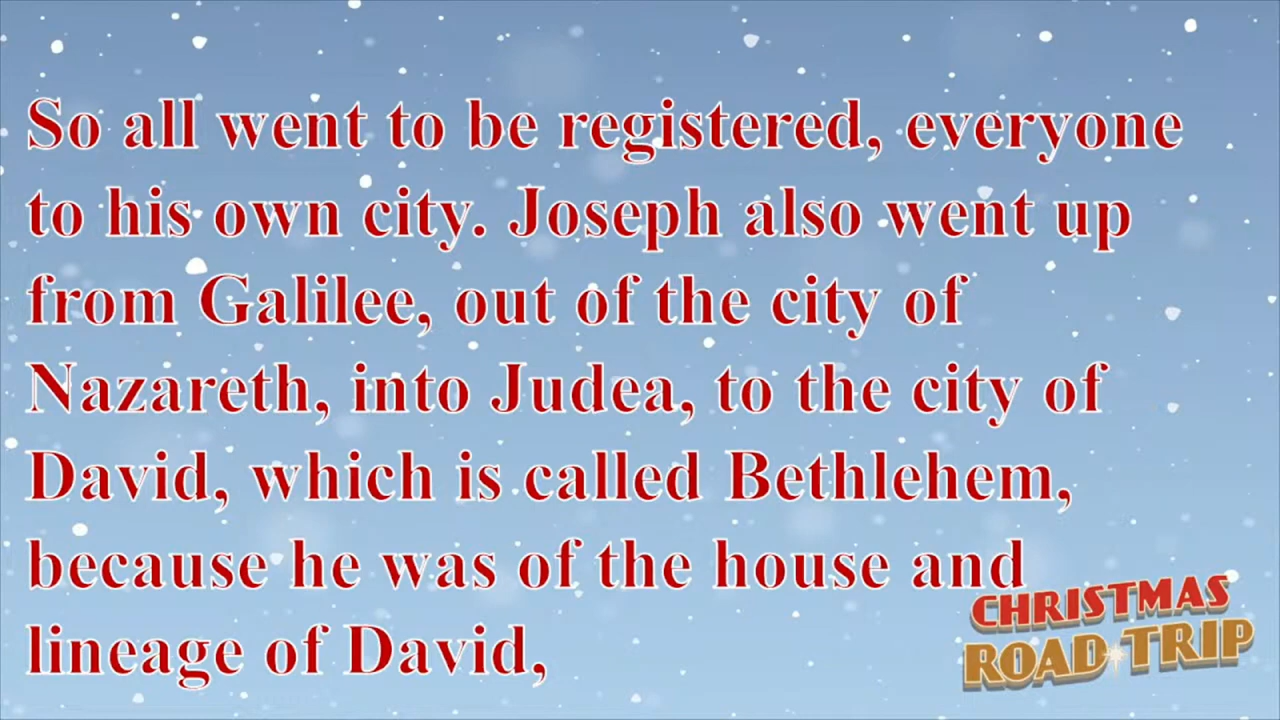 So all went to be registered, everyone
to his own city. Joseph also went up
from Galilee, out of the city of
Nazareth, into Judea, to the city of
David, which is called Bethlehem,
because he was of the house and
lineage of David,
CHRISTMAS
ROAD TRIP